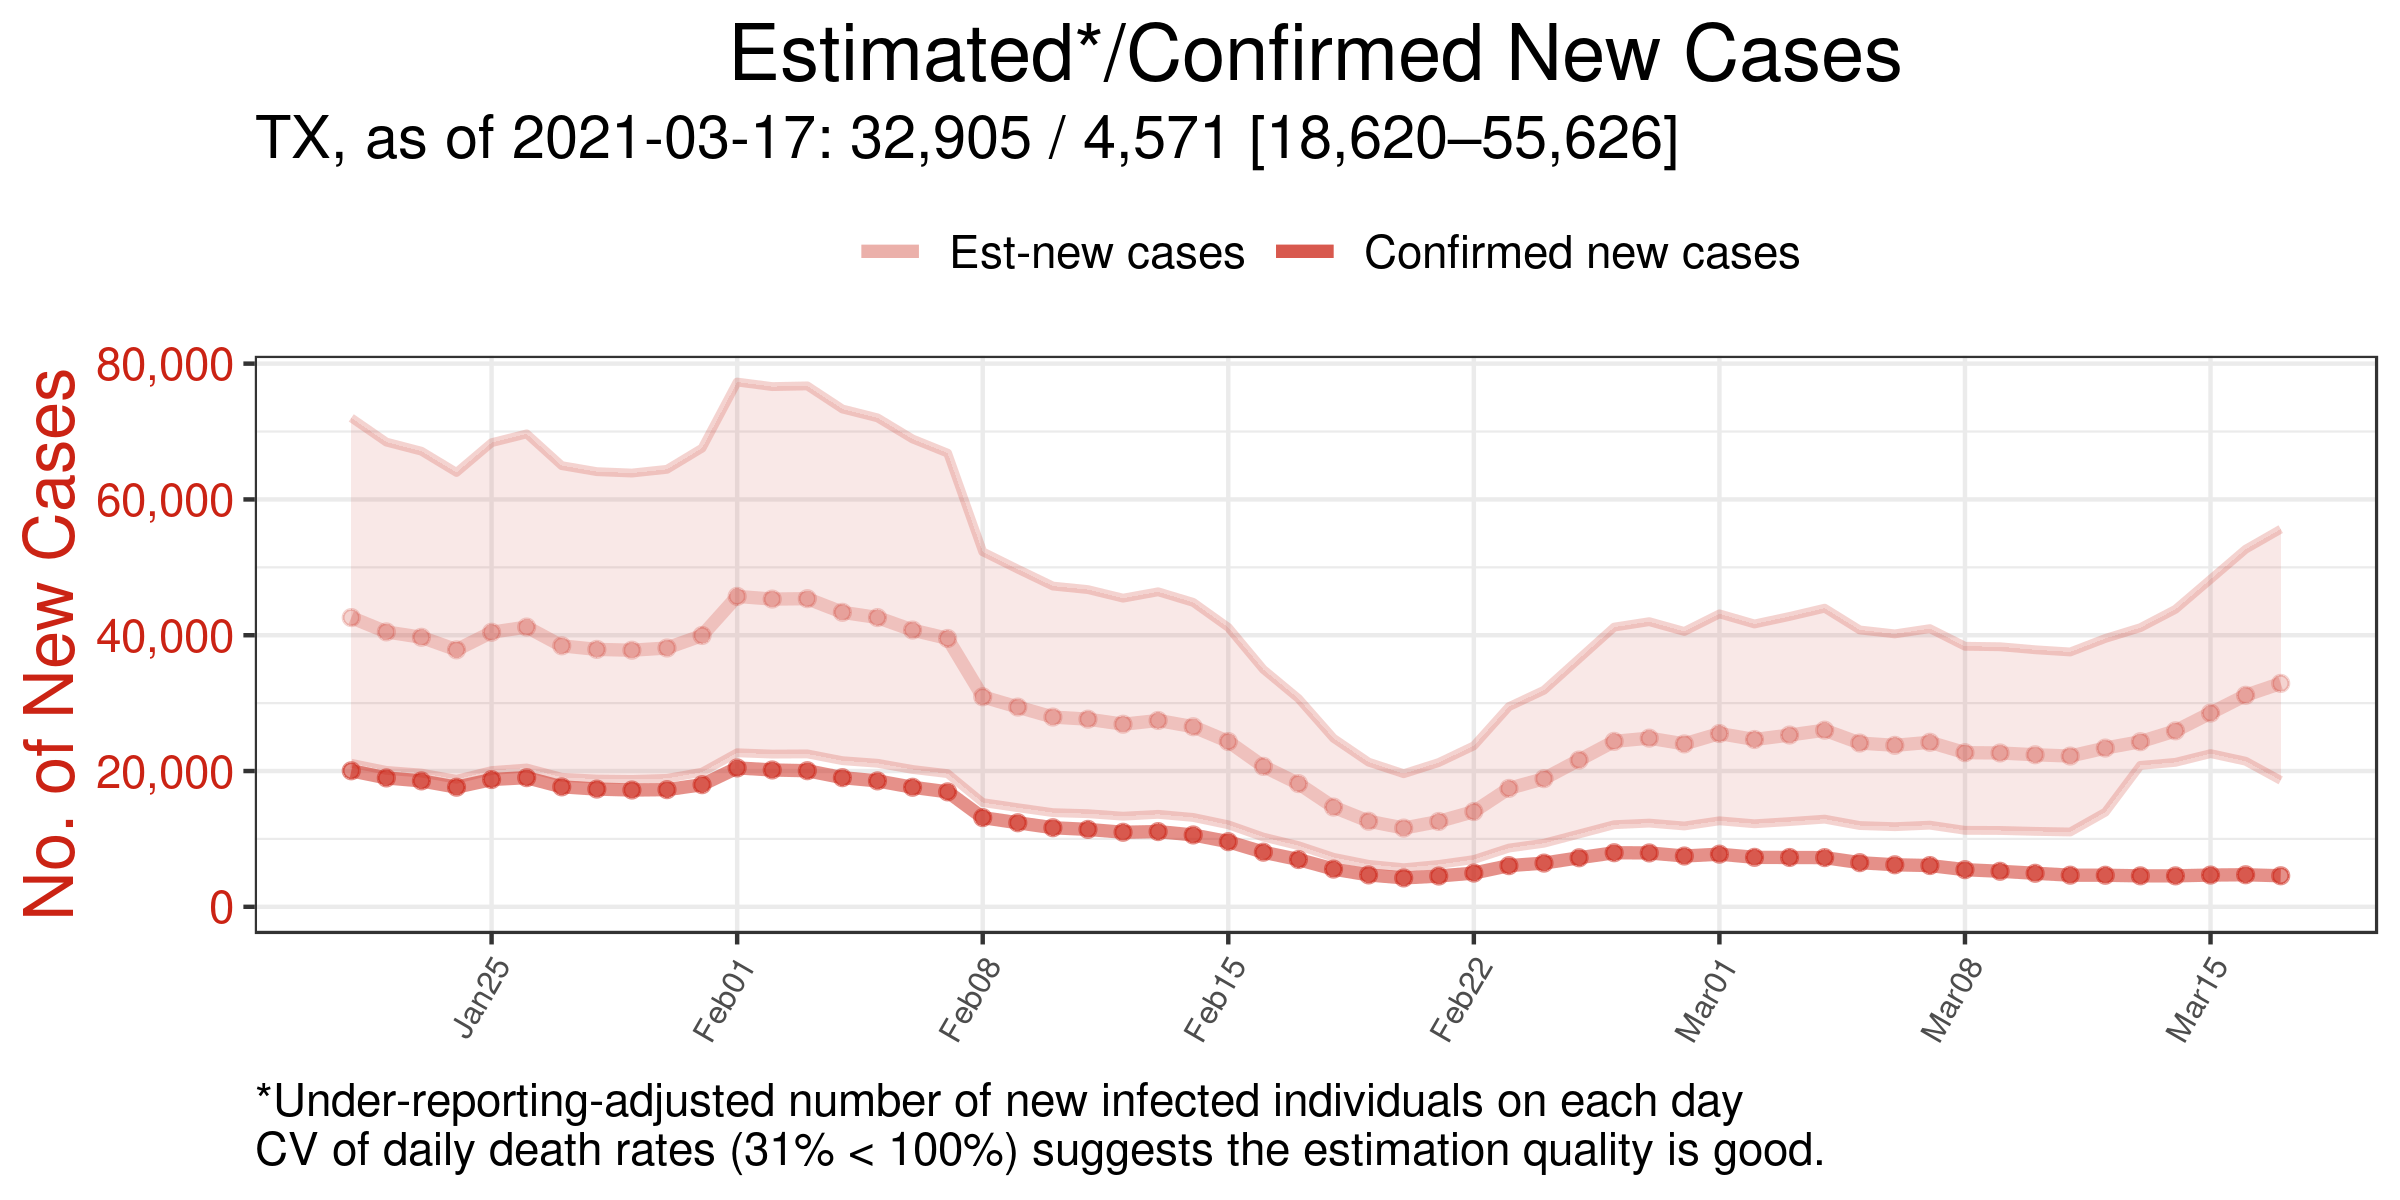 Estimated*/Confirmed New Cases
TX, as of 2021-03-17: 32,905 / 4,571 [18,620–55,626]
Est-new cases
Confirmed new cases
No. of New Cases
80,000
60,000
40,000
20,000
0
Jan25
Feb01
Feb08
Feb15
Feb22
Mar01
Mar08
Mar15
*Under-reporting-adjusted number of new infected individuals on each day
CV of daily death rates (31% < 100%) suggests the estimation quality is good.